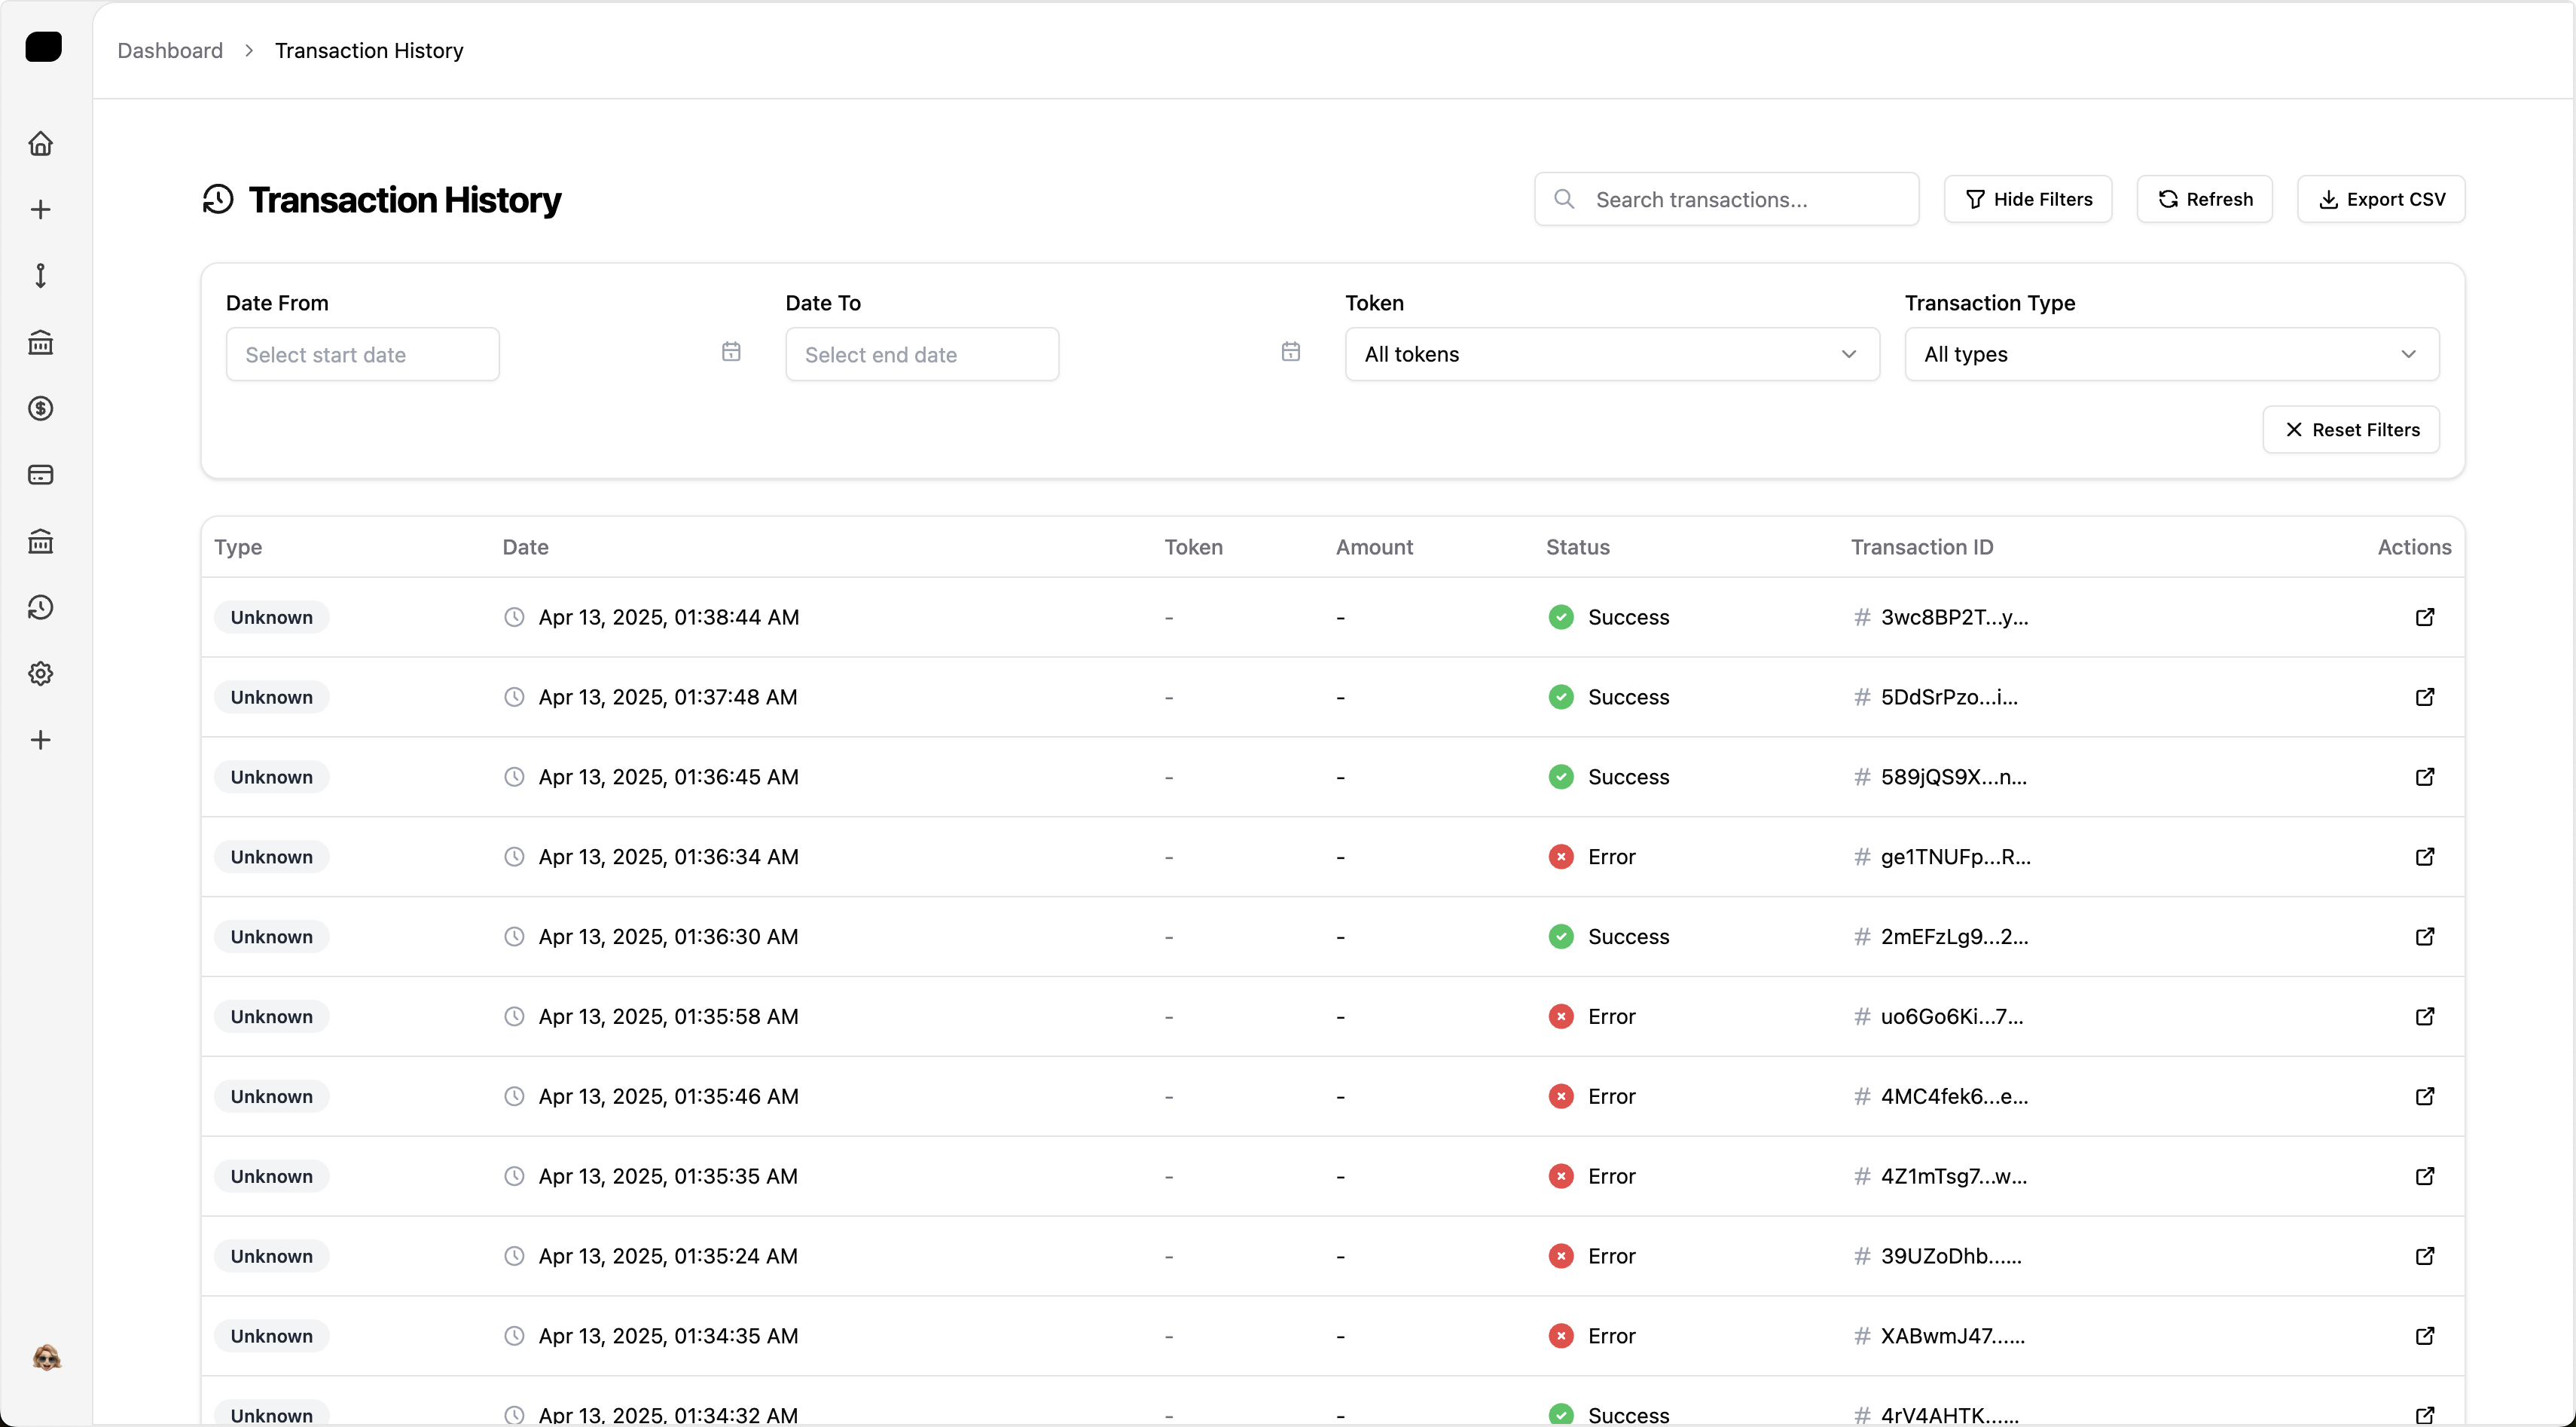 Dashboard > Transaction History
Transaction History
Search transactions...
Hide Filters
Refresh
Export CSV
Date From
Date To
Token
Transaction Type
Select start date
Select end date
All tokens
All types
Reset Filters
Type Date Token Amount Status Transaction ID Actions
Unknown Apr 13, 2025, 01:38:44 AM - - Success # 3wc8BP2T...y...
Unknown Apr 13, 2025, 01:37:48 AM - - Success # 5DdSrPzo...i...
Unknown Apr 13, 2025, 01:36:45 AM - - Success # 589jQS9X...n...
Unknown Apr 13, 2025, 01:36:34 AM - - Error # ge1TNUFp...R...
Unknown Apr 13, 2025, 01:36:30 AM - - Success # 2mEFzLg9...2...
Unknown Apr 13, 2025, 01:35:58 AM - - Error # uo6Go6Ki...7...
Unknown Apr 13, 2025, 01:35:46 AM - - Error # 4MC4fek6...e...
Unknown Apr 13, 2025, 01:35:35 AM - - Error # 4Z1mTsg7...w...
Unknown Apr 13, 2025, 01:35:24 AM - - Error # 39UZoDhb......
Unknown Apr 13, 2025, 01:34:35 AM - - Error # XABwmJ47......
Unknown Apr 13, 2025, 01:34:32 AM - - Success # 4rV4AHTK......